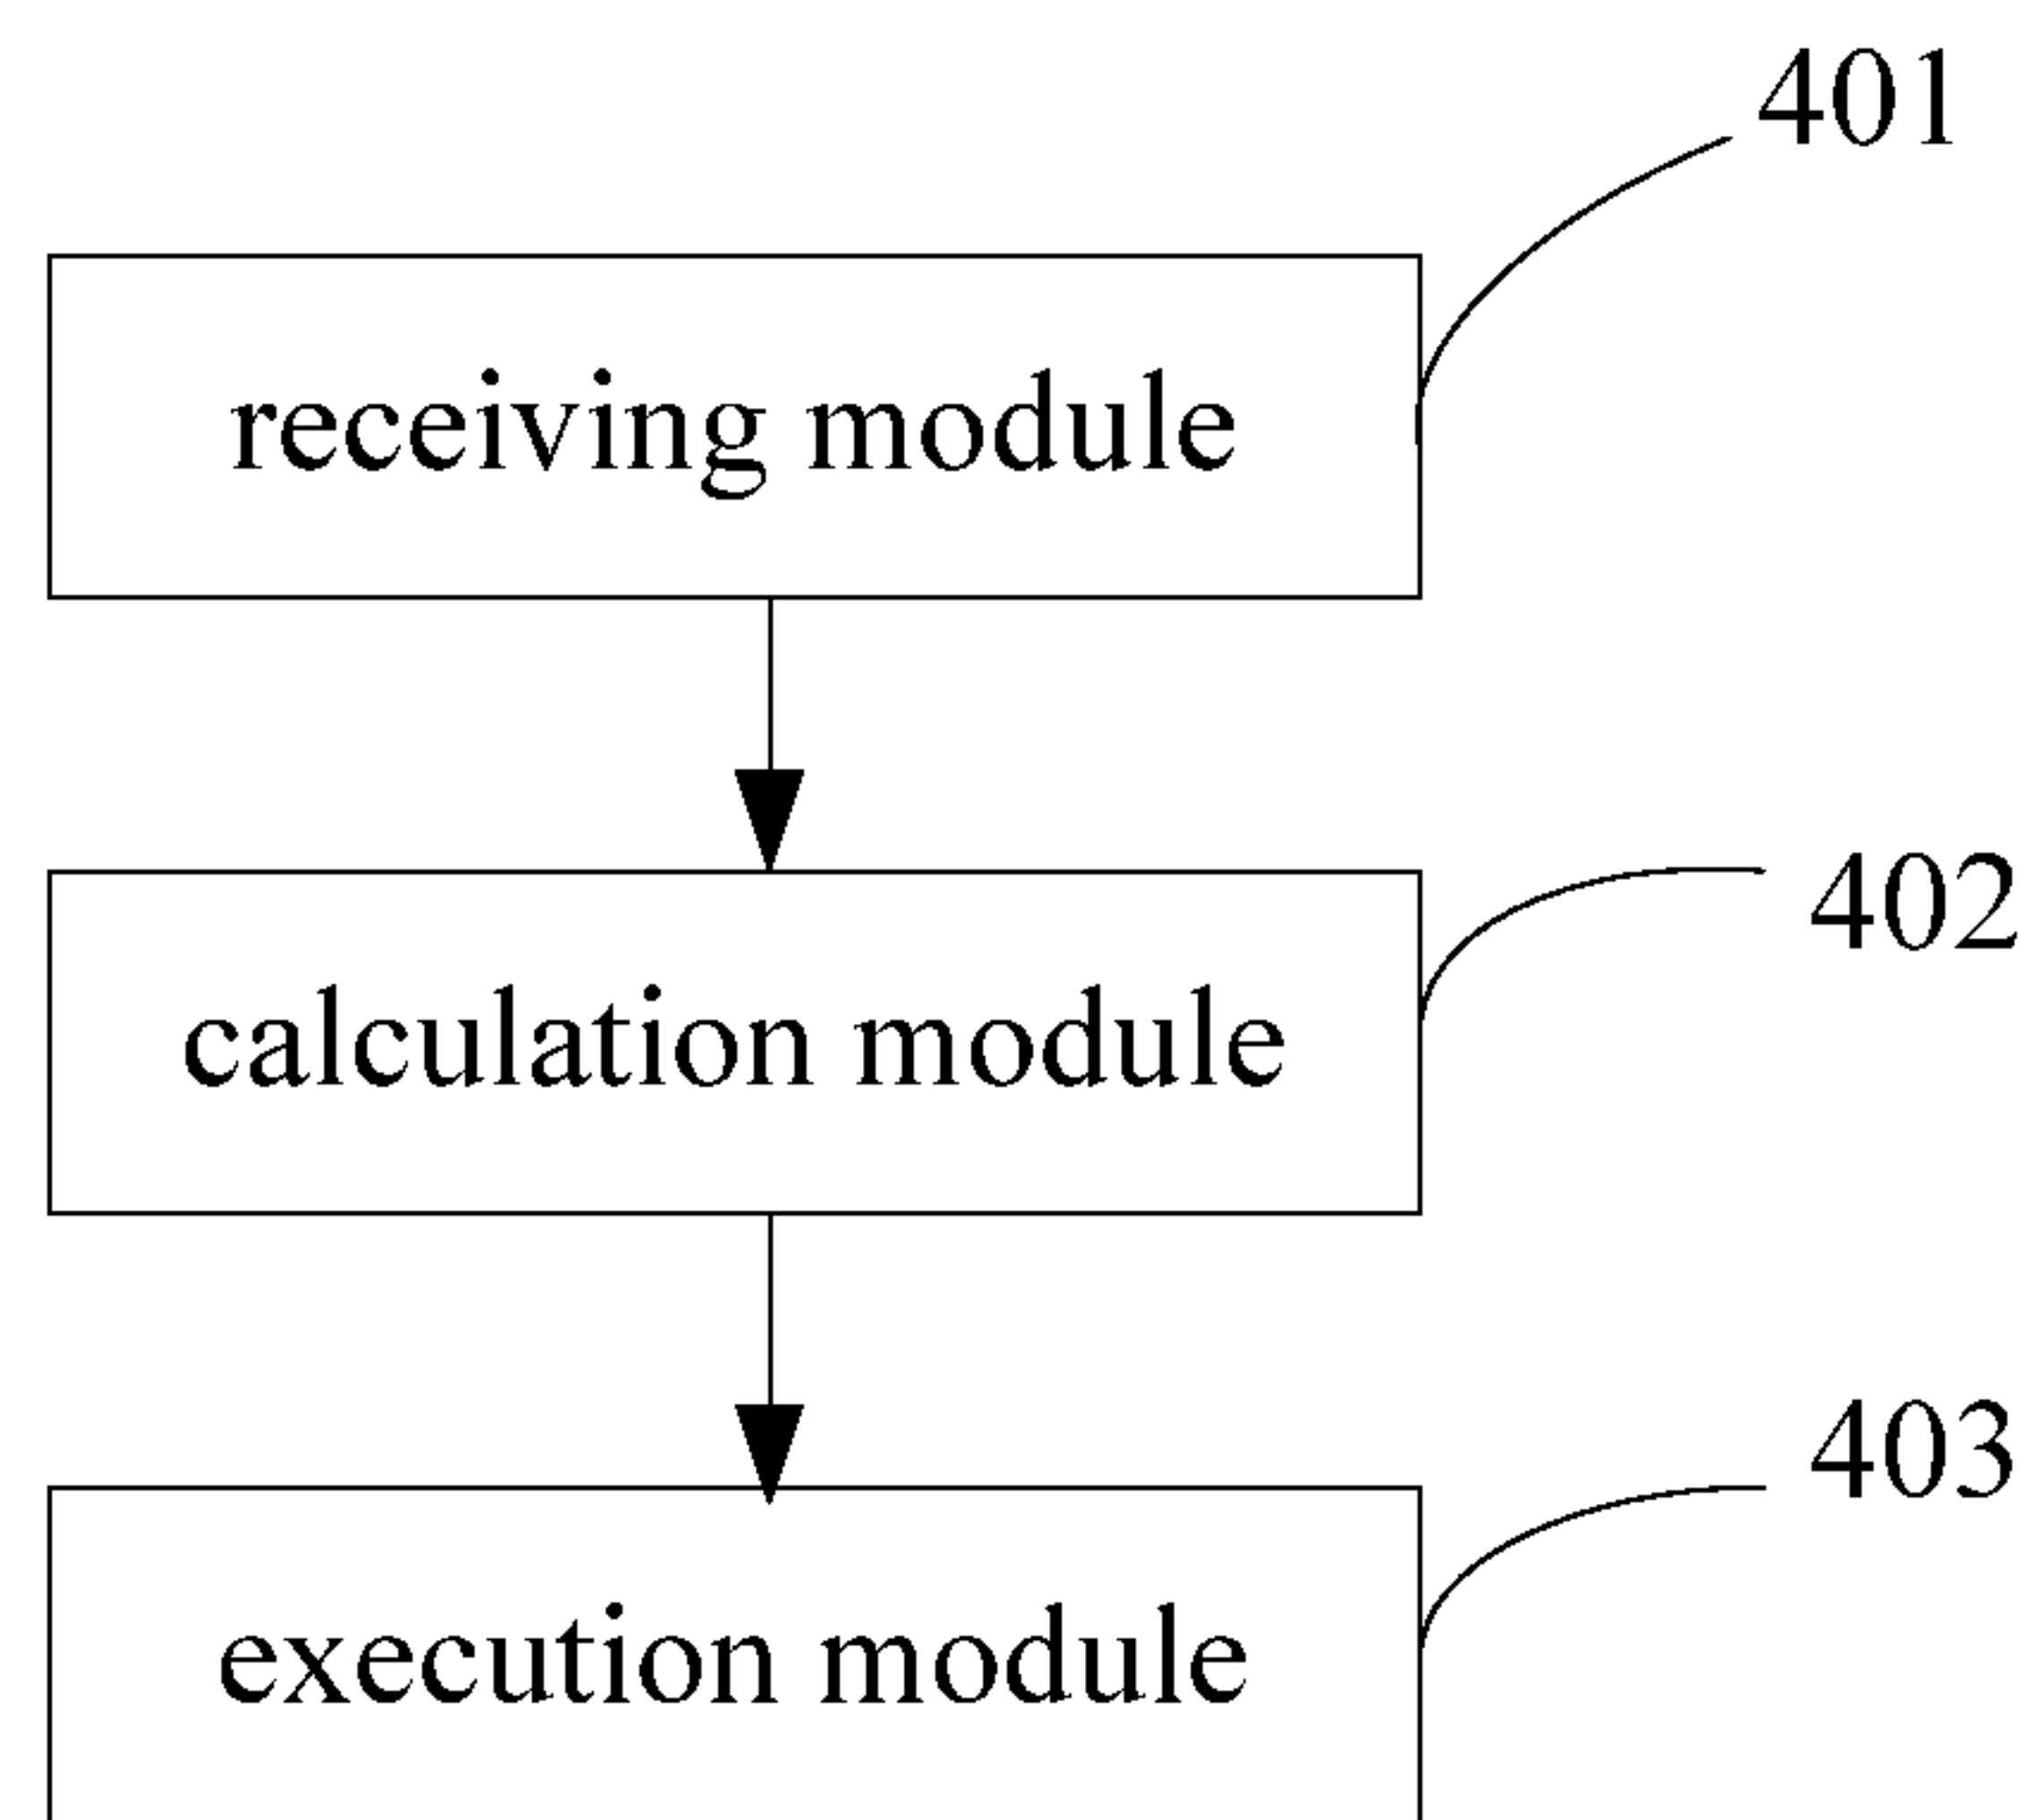 401
receiving module
402
calculation module
403
execution module